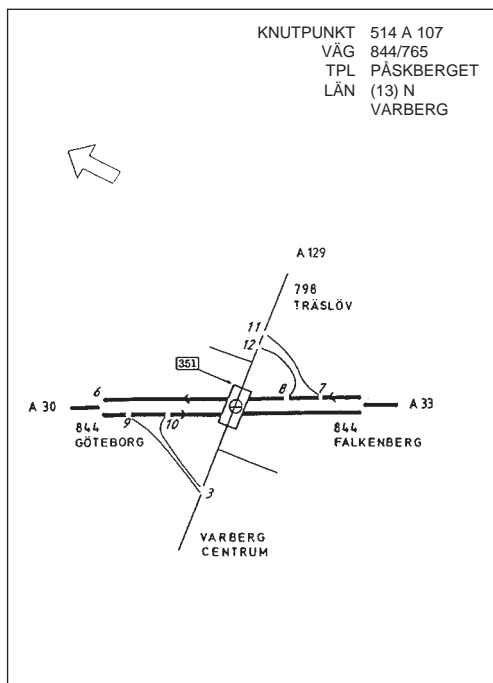 KNUTPUNKT 514 A 107
VÄG 844/765
TPL PÅSKBERGET
LÄN (13) N
VARBERG
A 129
798
TRÄSLÖV
11
12
351
6
8
7
A 30
A 33
9
10
844
GÖTEBORG
844
FALKENBERG
3
VARBERG
CENTRUM